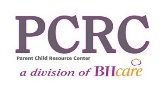 PCRC
Parent Child Resource Center
a division of BHcare